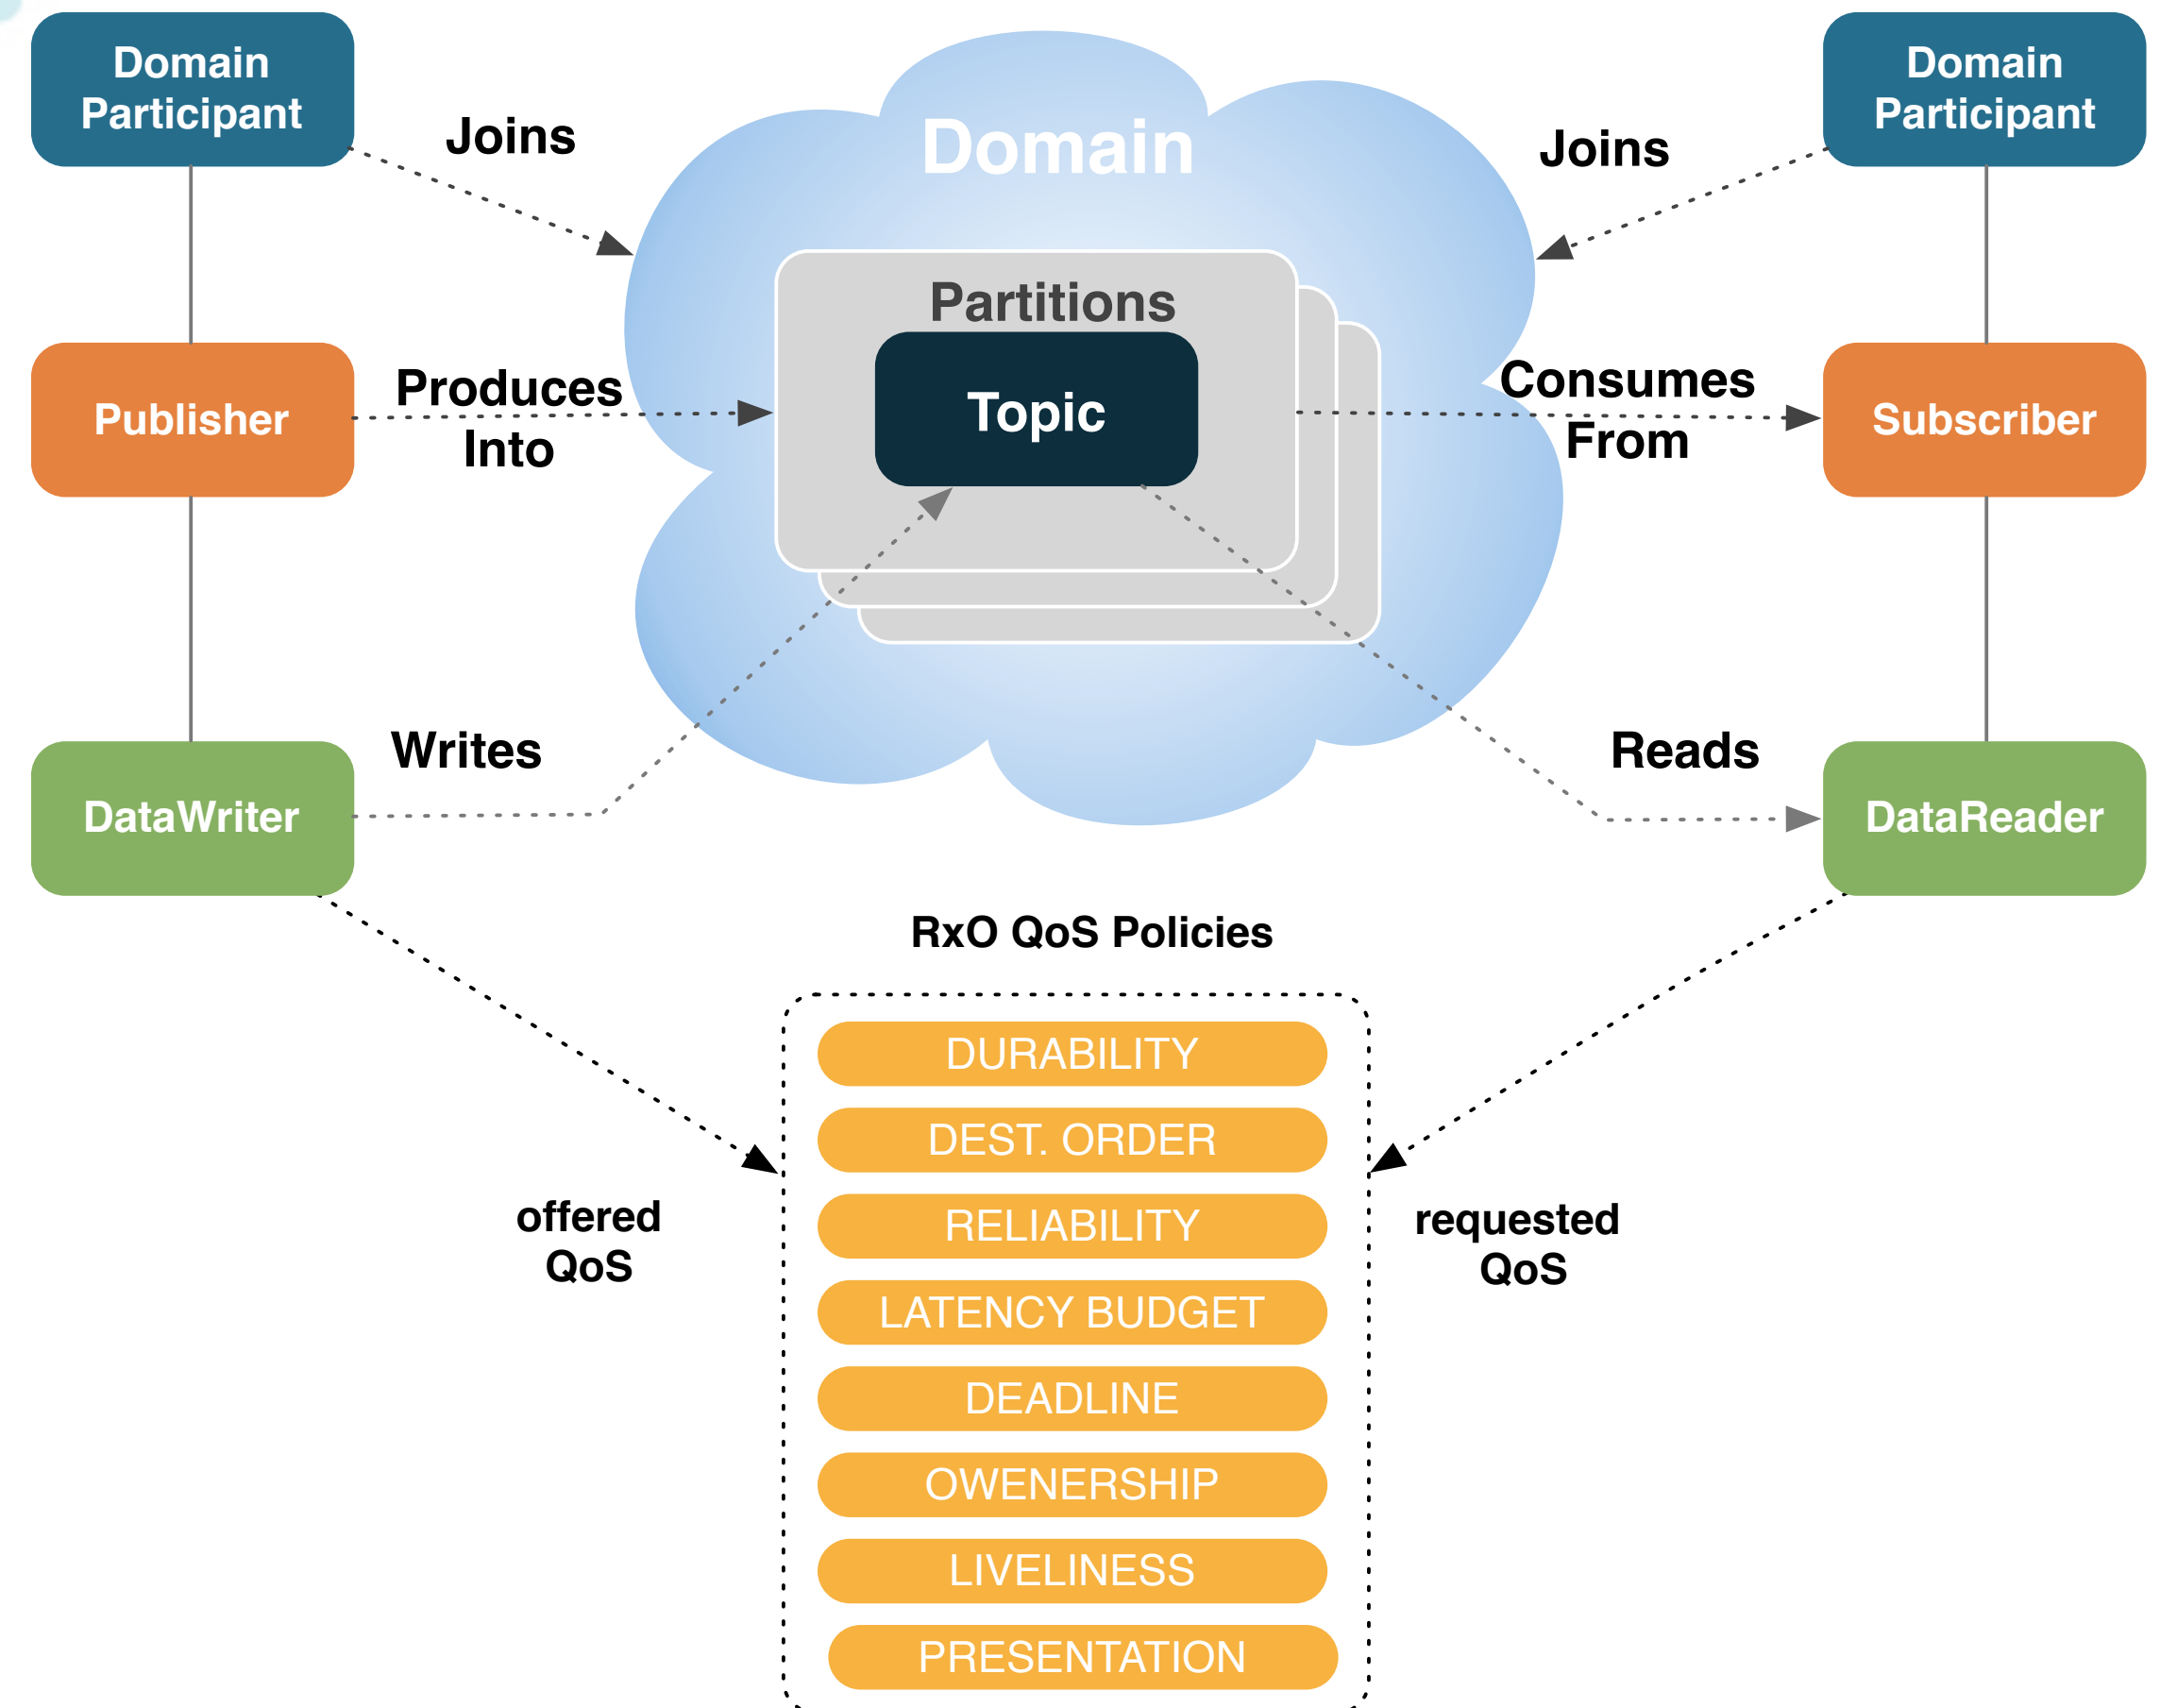 Domain
Participant
Joins
Domain
Joins
Domain
Participant
Partitions
Publisher
Produces
Into
Topic
Consumes
From
Subscriber
DataWriter
Writes
Reads
DataReader
RxO QoS Policies
DURABILITY
DEST. ORDER
RELIABILITY
offered
QoS
requested
QoS
LATENCY BUDGET
DEADLINE
OWENERSHIP
LIVELINESS
PRESENTATION